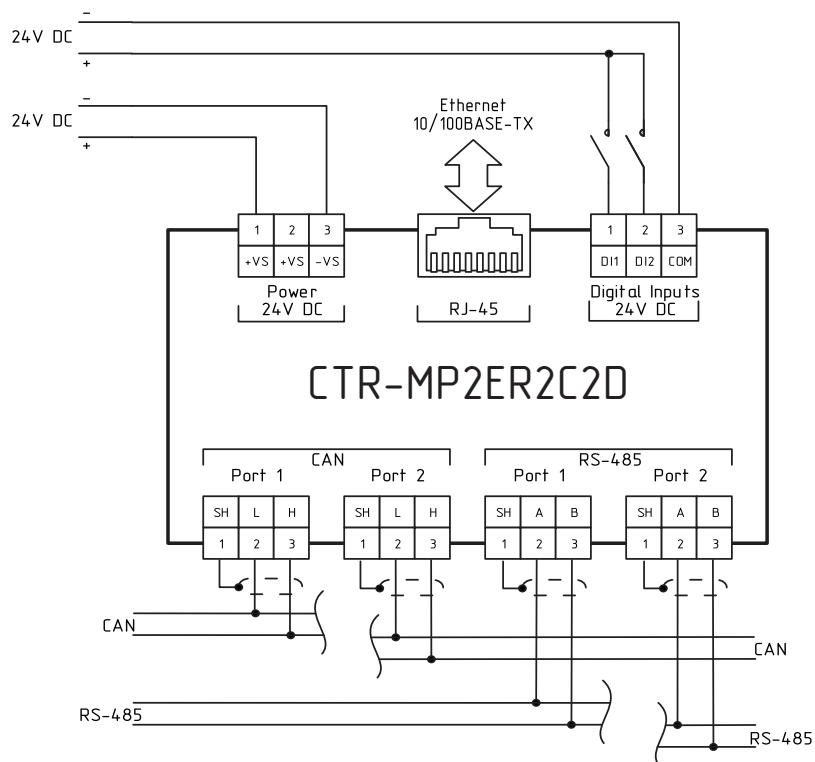 -
24V DC
+
-
24V DC
+
Ethernet
10/100BASE-TX
1 2 3
+VS +VS -VS
Power
24V DC
RJ-45
1 2 3
DI1 DI2 COM
Digital Inputs
24V DC
CTR-MP2ER2C2D
CAN
Port 1 Port 2
RS-485
Port 1 Port 2
SH L H
1 2 3
SH L H
1 2 3
SH A B
1 2 3
SH A B
1 2 3
CAN
CAN
RS-485
RS-485